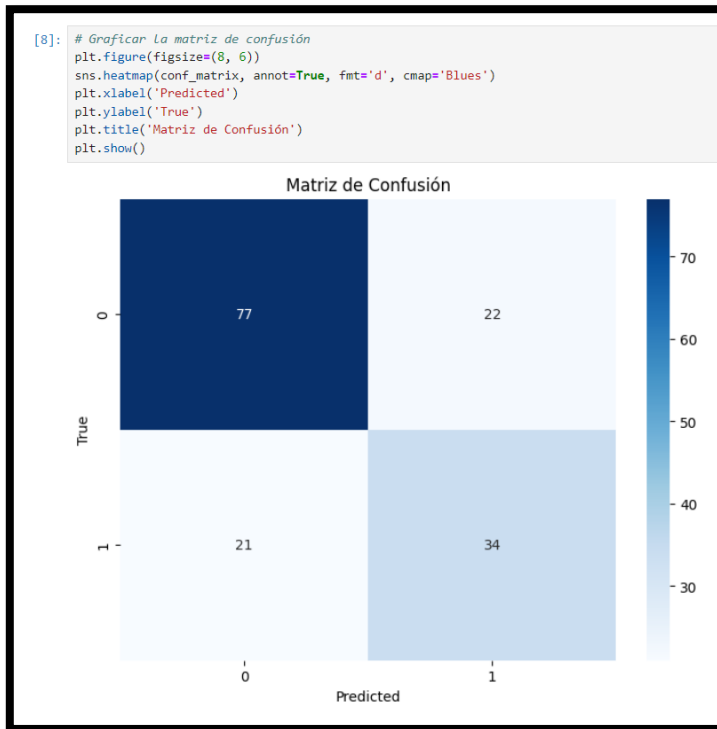 [8]: # Graficar la matriz de confusión
plt.figure(figsize=(8, 6))
sns.heatmap(conf_matrix, annot=True, fmt='d', cmap='Blues')
plt.xlabel('Predicted')
plt.ylabel('True')
plt.title('Matriz de Confusión')
plt.show()
Matriz de Confusión
0
77
22
True
1
21
34
0
1
Predicted
70
60
50
40
30